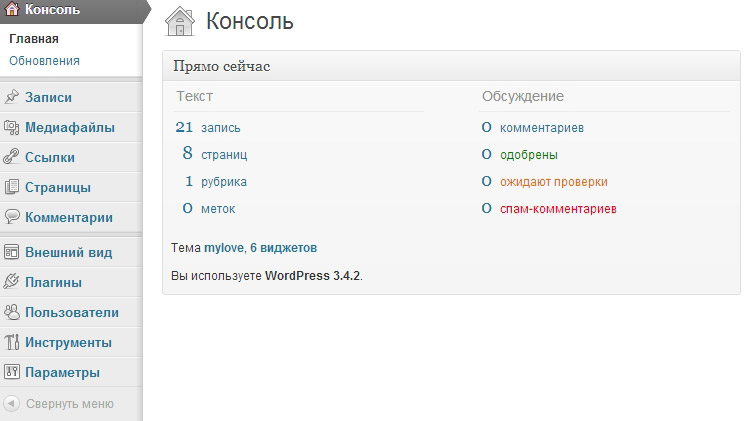 Консоль
Главная
Обновления
Записи
Медиафайлы
Ссылки
Страницы
Комментарии
Внешний вид
Плагины
Пользователи
Инструменты
Параметры
Свернуть меню
Консоль
Прямо сейчас
Текст
21 запись
8 страниц
1 рубрика
0 меток
Обсуждение
0 комментариев
0 одобрены
0 ожидают проверки
0 спам-комментариев
Тема mylove, 6 виджетов
Вы используете WordPress 3.4.2.